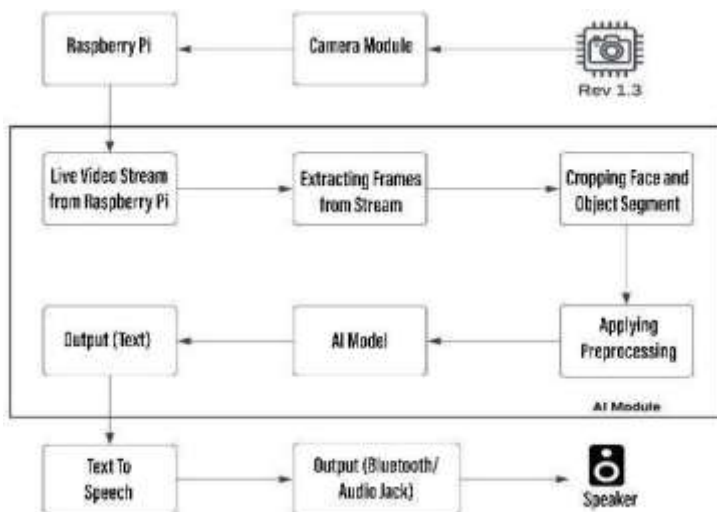 Raspberry Pi
Camera Module
Rev 1.3
Live Video Stream
from Raspberry Pi
Extracting Frames
from Stream
Cropping Face and
Object Segment
Output (Text)
AI Model
Applying
Preprocessing
AI Module
Text To
Speech
Output (Bluetooth/
Audio Jack)
Speaker